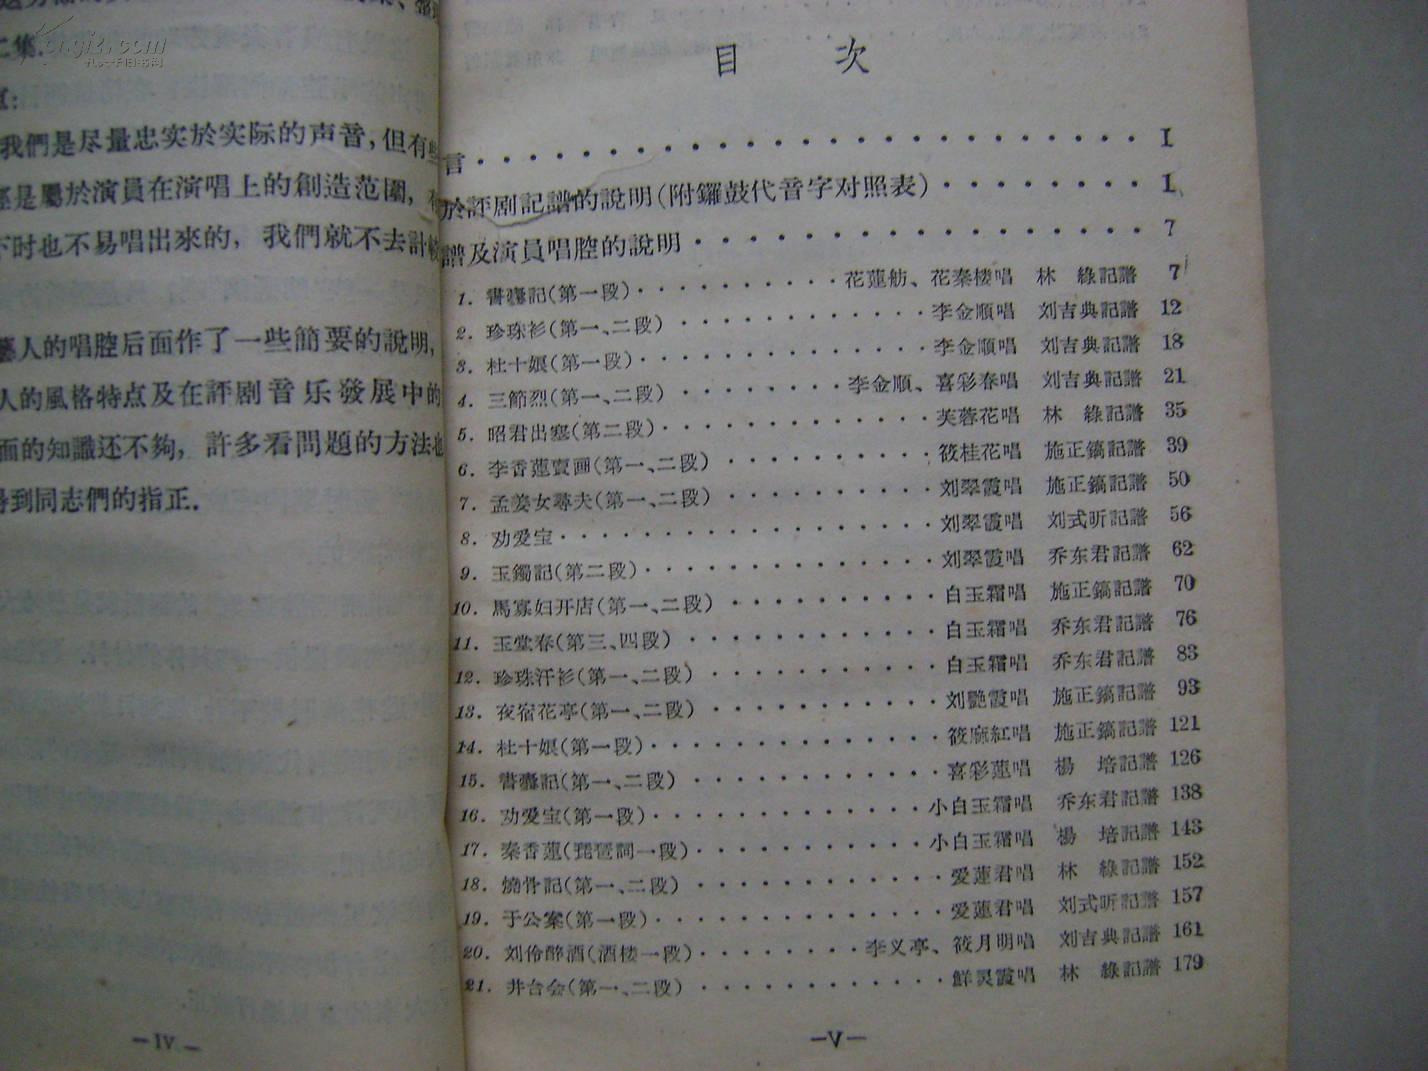 二集.
我們是尽量忠实於实际的声音,但有些
是屬於演員在演唱上的創造范圍,
下时也不易唱出來的,我們就不去計較
藝人的唱腔后面作了一些簡要的說明,
人的風格特点及在評剧音乐發展中的
面的知識还不夠,許多看問題的方法也
得到同志們的指正.
—IV—
目 次
言 I
於評剧記譜的說明(附鑼鼓代音字对照表) 1
譜及演員唱腔的說明 7
1. 書囊記(第一段) 花蓮舫、花秦楼唱 林 綠記譜 7
2. 珍珠衫(第一、二段) 李金順唱 刘吉典記譜 12
3. 杜十娘(第一段) 李金順唱 刘吉典記譜 18
4. 三節烈(第一、二段) 李金順、喜彩春唱 刘吉典記譜 21
5. 昭君出塞(第二段) 芙蓉花唱 林 綠記譜 35
6. 李香蓮賣画(第一、二段) 筱桂花唱 施正鎬記譜 39
7. 孟姜女尋夫(第一、二段) 刘翠霞唱 施正鎬記譜 50
8. 劝爱宝 刘翠霞唱 刘式昕記譜 56
9. 玉鐲記(第二段) 刘翠霞唱 乔东君記譜 62
10. 馬寡妇开店(第一、二段) 白玉霜唱 施正鎬記譜 70
11. 玉堂春(第三、四段) 白玉霜唱 乔东君記譜 76
12. 珍珠汗衫(第一、二段) 白玉霜唱 乔东君記譜 83
13. 夜宿花亭(第一、二段) 刘艷霞唱 施正鎬記譜 93
14. 杜十娘(第一段) 筱麻紅唱 施正鎬記譜 121
15. 書囊記(第一、二段) 喜彩蓮唱 楊 培記譜 126
16. 劝爱宝(第一段) 小白玉霜唱 乔东君記譜 138
17. 秦香蓮(琵琶詞一段) 小白玉霜唱 楊 培記譜 143
18. 燒骨記(第一、二段) 爱蓮君唱 林 綠記譜 152
19. 于公案(第一段) 爱蓮君唱 刘式昕記譜 157
20. 刘伶醉酒(酒楼一段) 李义亭、筱月明唱 刘吉典記譜 161
21. 井台会(第一、二段) 鮮灵霞唱 林 綠記譜 179
—V—